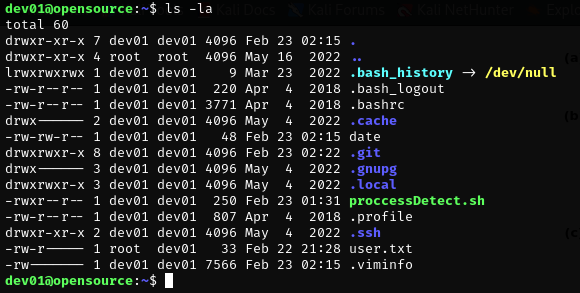 dev01@opensource:~$ ls -la
total 60
drwxr-xr-x 7 dev01 dev01 4096 Feb 23 02:15 .
drwxr-xr-x 4 root  root  4096 May 16  2022 ..
lrwxrwxrwx 1 dev01 dev01    9 Mar 23  2022 .bash_history -> /dev/null
-rw-r--r-- 1 dev01 dev01  220 Apr  4  2018 .bash_logout
-rw-r--r-- 1 dev01 dev01 3771 Apr  4  2018 .bashrc
drwx------ 2 dev01 dev01 4096 May  4  2022 .cache
-rw-rw-r-- 1 dev01 dev01   48 Feb 23 02:15 date
drwxrwxr-x 8 dev01 dev01 4096 Feb 23 02:22 .git
drwx------ 3 dev01 dev01 4096 May  4  2022 .gnupg
drwxrwxr-x 3 dev01 dev01 4096 May  4  2022 .local
-rwxr--r-- 1 dev01 dev01  250 Feb 23 01:31 proccessDetect.sh
-rw-r--r-- 1 dev01 dev01  807 Apr  4  2018 .profile
drwxr-xr-x 2 dev01 dev01 4096 May  4  2022 .ssh
-rw-r----- 1 root  dev01   33 Feb 22 21:28 user.txt
-rw------- 1 dev01 dev01 7566 Feb 23 02:15 .viminfo
dev01@opensource:~$